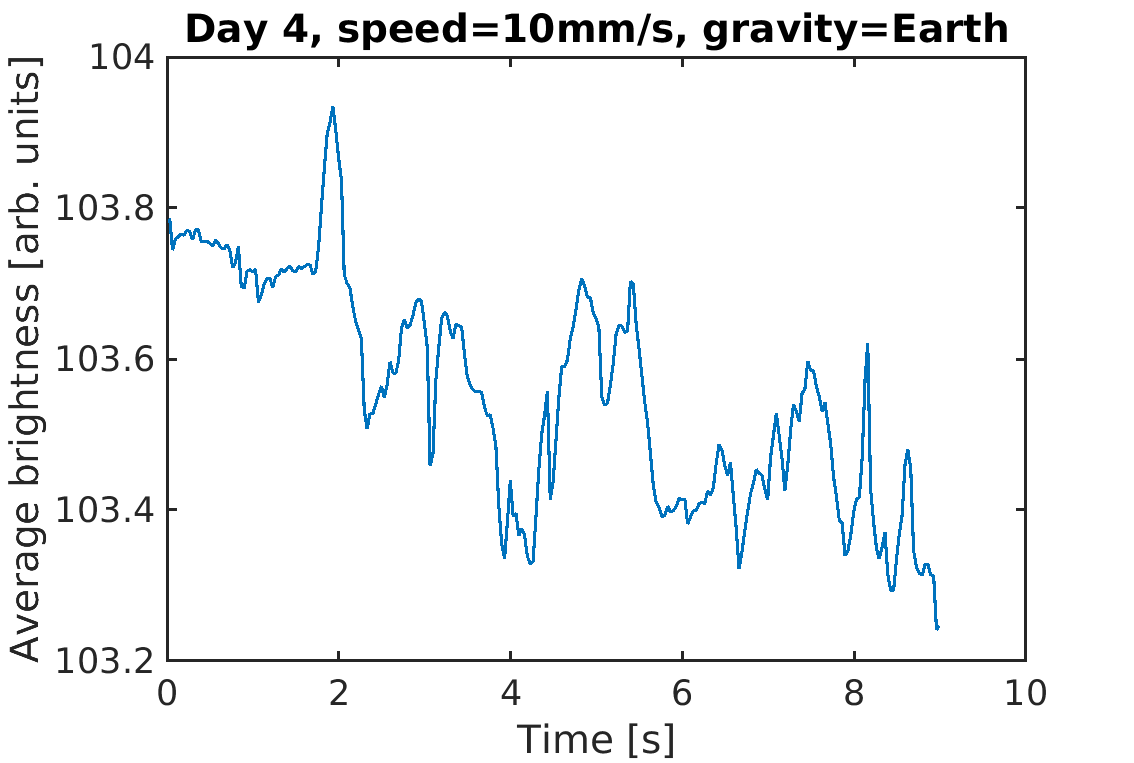 Day 4, speed=10mm/s, gravity=Earth
Average brightness [arb. units]
104
103.8
103.6
103.4
103.2
0 2 4 6 8 10
Time [s]